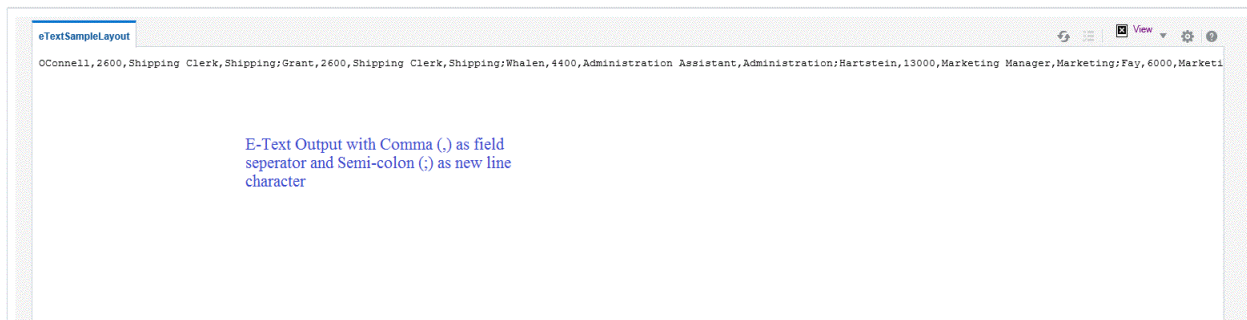 eTextSampleLayout
View
OConnell,2600,Shipping Clerk,Shipping;Grant,2600,Shipping Clerk,Shipping;Whalen,4400,Administration Assistant,Administration;Hartstein,13000,Marketing Manager,Marketing;Fay,6000,Marketi
E-Text Output with Comma (,) as field
seperator and Semi-colon (;) as new line
character